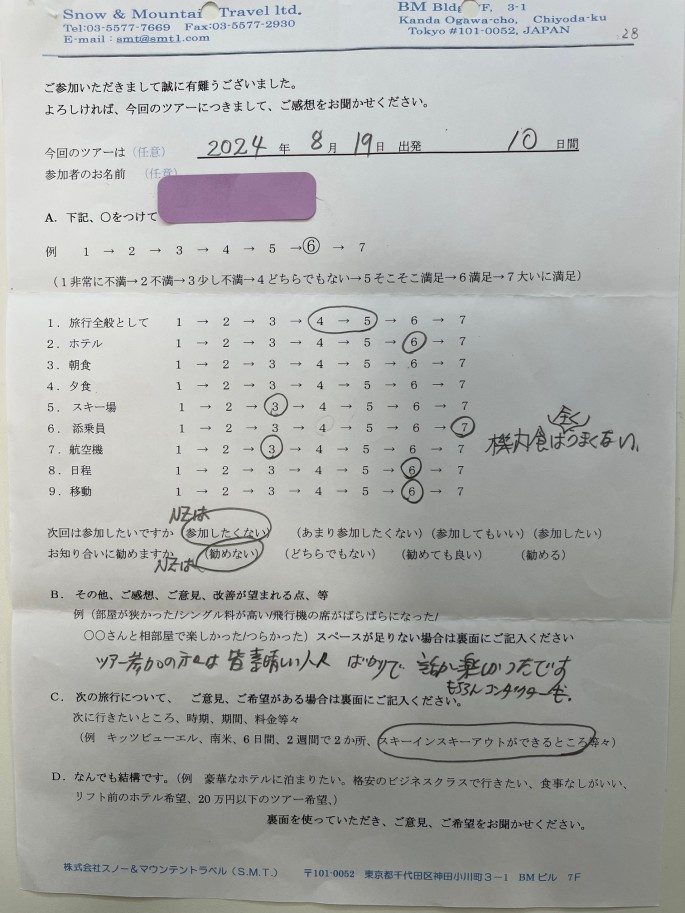 Snow & Mountain Travel ltd.
Tel:03-5577-7669 Fax:03-5577-2930
E-mail : smt@smt1.com
BM Bldg 7F, 3-1
Kanda Ogawa-cho, Chiyoda-ku
Tokyo #101-0052, JAPAN
28
ご参加いただきまして誠に有難うございました。
よろしければ、今回のツアーにつきまして、ご感想をお聞かせください。
今回のツアーは(任意) 2024 年 8 月 19 日 出発 10 日間
参加者のお名前 (任意)
A. 下記、○をつけて
例 1 → 2 → 3 → 4 → 5 →⑥ → 7
(1非常に不満→2不満→3少し不満→4どちらでもない→5そこそこ満足→6満足→7大いに満足)
1. 旅行全般として 1 → 2 → 3 → 4 → 5 → 6 → 7
2. ホテル 1 → 2 → 3 → 4 → 5 → 6 → 7
3. 朝食 1 → 2 → 3 → 4 → 5 → 6 → 7
4. 夕食 1 → 2 → 3 → 4 → 5 → 6 → 7
5. スキー場 1 → 2 → 3 → 4 → 5 → 6 → 7
6. 添乗員 1 → 2 → 3 → 4 → 5 → 6 → 7
7. 航空機 1 → 2 → 3 → 4 → 5 → 6 → 7
機内食は全くうまくない。
8. 日程 1 → 2 → 3 → 4 → 5 → 6 → 7
9. 移動 1 → 2 → 3 → 4 → 5 → 6 → 7
NZは
次回は参加したいですか (参加したくない) (あまり参加したくない) (参加してもいい) (参加したい)
お知り合いに勧めますか (勧めない) (どちらでもない) (勧めても良い) (勧める)
NZは
B. その他、ご感想、ご意見、改善が望まれる点、等
例(部屋が狭かった/シングル料が高い/飛行機の席がばらばらになった/
○○さんと相部屋で楽しかった/つらかった)スペースが足りない場合は裏面にご記入ください
ツアー参加の方々は皆素晴しい人々ばかりで 話が楽しかったです
もちろんコンダクターも。
C. 次の旅行について、 ご意見、ご希望がある場合は裏面にご記入ください。
次に行きたいところ、時期、期間、料金等々
(例 キッツビューエル、南米、6日間、2週間で2か所、スキーインスキーアウトができるところ等々)
D. なんでも結構です。(例 豪華なホテルに泊まりたい。格安のビジネスクラスで行きたい、食事なしがいい、
リフト前のホテル希望、20万円以下のツアー希望、)
裏面を使っていただき、ご意見、ご希望をお聞かせください。
株式会社スノー&マウンテントラベル(S.M.T.) 〒101-0052 東京都千代田区神田小川町3-1 BMビル 7F